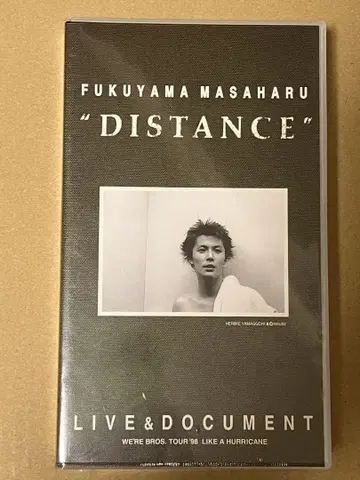 FUKUYAMA MASAHARU
"DISTANCE"
LIVE & DOCUMENT
WE'RE BROS. TOUR '98 LIKE A HURRICANE